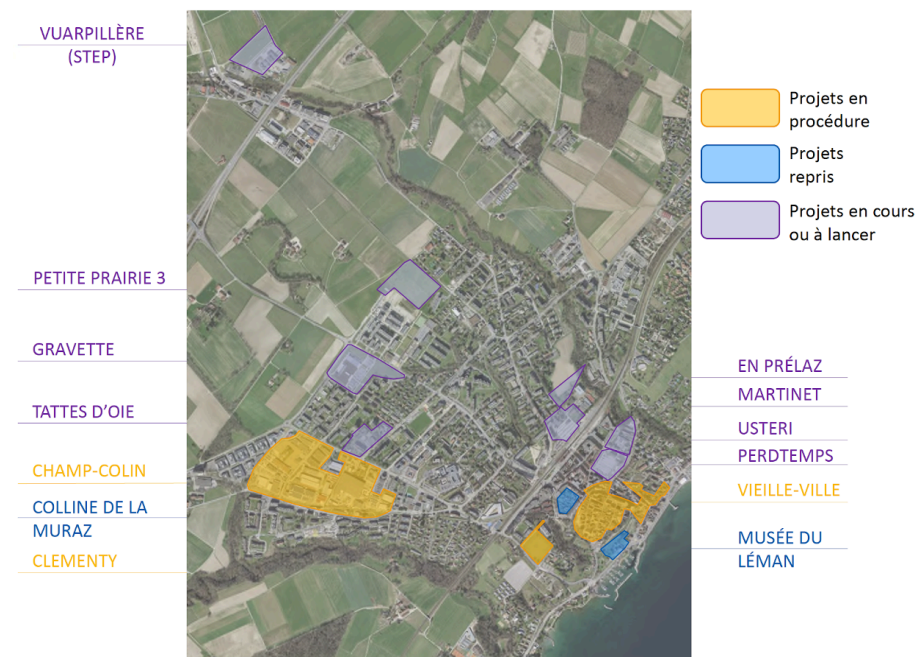 VUARPILLÈRE
(STEP)
PETITE PRAIRIE 3
GRAVETTE
TATTES D'OIE
CHAMP-COLIN
COLLINE DE LA
MURAZ
CLEMENTY
Projets en
procédure
Projets
repris
Projets en cours
ou à lancer
EN PRÉLAZ
MARTINET
USTERI
PERDTEMPS
VIEILLE-VILLE
MUSÉE DU
LÉMAN